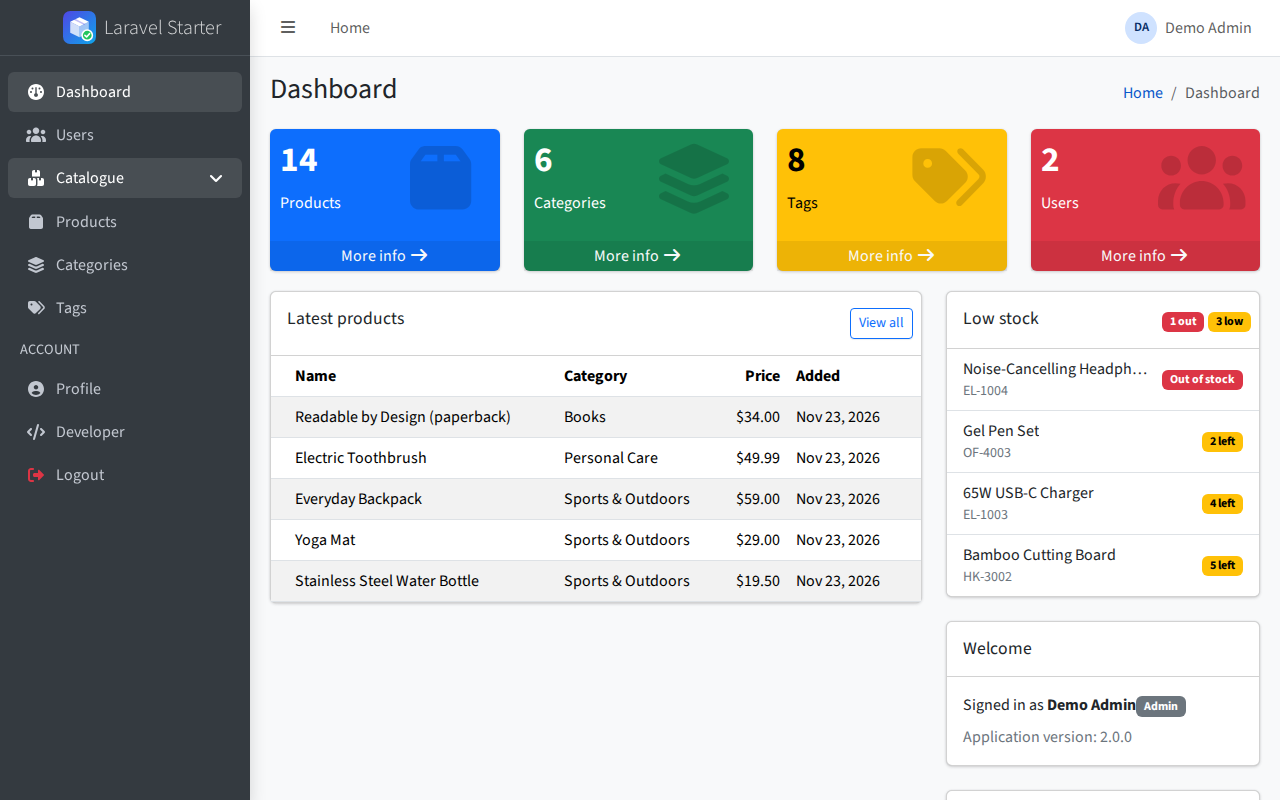 Laravel Starter
Home
DA Demo Admin
Dashboard
Users
Catalogue
Products
Categories
Tags
ACCOUNT
Profile
Developer
Logout
Dashboard
Home / Dashboard
14
Products
More info
6
Categories
More info
8
Tags
More info
2
Users
More info
Latest products
View all
Name Category Price Added
Readable by Design (paperback) Books $34.00 Nov 23, 2026
Electric Toothbrush Personal Care $49.99 Nov 23, 2026
Everyday Backpack Sports & Outdoors $59.00 Nov 23, 2026
Yoga Mat Sports & Outdoors $29.00 Nov 23, 2026
Stainless Steel Water Bottle Sports & Outdoors $19.50 Nov 23, 2026
Low stock 1 out 3 low
Noise-Cancelling Headph... Out of stock
EL-1004
Gel Pen Set 2 left
OF-4003
65W USB-C Charger 4 left
EL-1003
Bamboo Cutting Board 5 left
HK-3002
Welcome
Signed in as Demo Admin Admin
Application version: 2.0.0